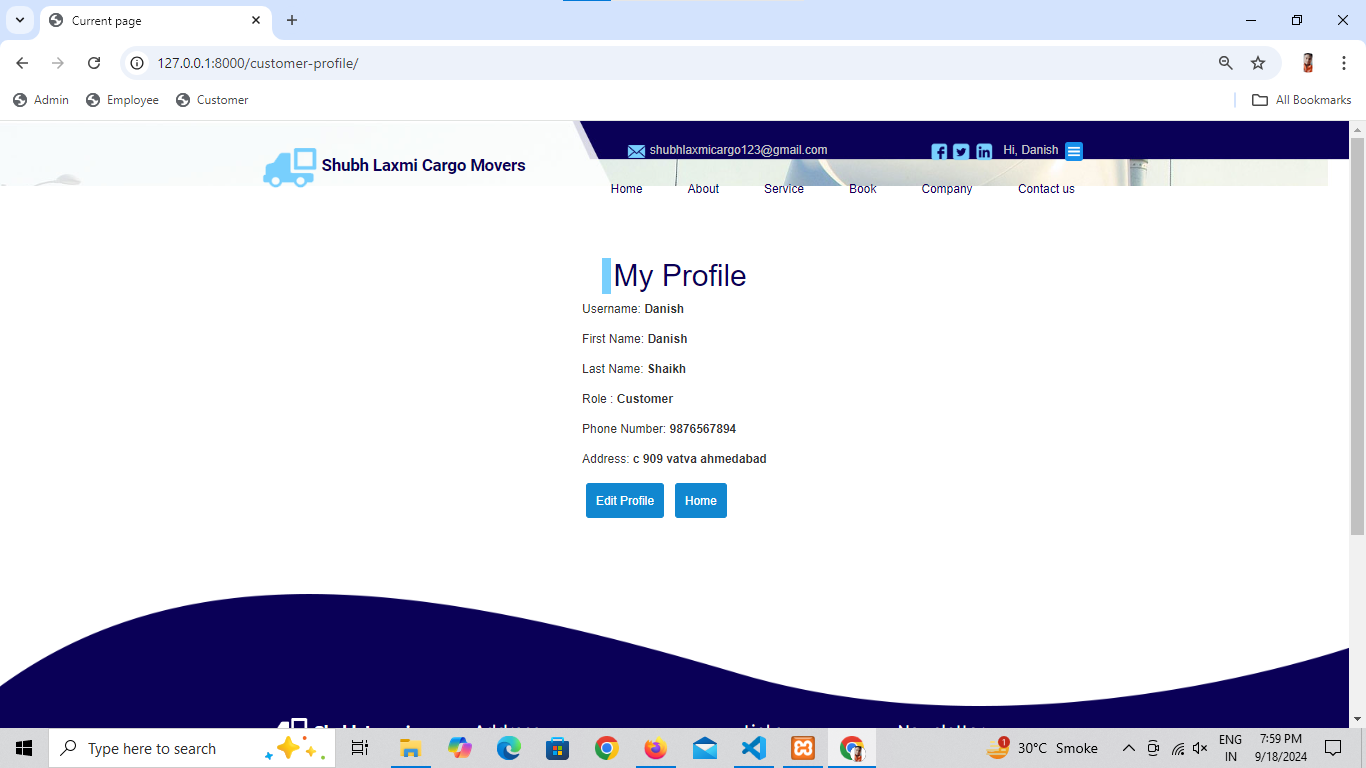 Current page
127.0.0.1:8000/customer-profile/
Admin Employee Customer All Bookmarks
shubhlaxmicargo123@gmail.com Hi, Danish
Shubh Laxmi Cargo Movers
Home About Service Book Company Contact us
My Profile
Username: Danish
First Name: Danish
Last Name: Shaikh
Role : Customer
Phone Number: 9876567894
Address: c 909 vatva ahmedabad
Edit Profile Home
Type here to search
1
30°C Smoke
ENG
IN
7:59 PM
9/18/2024